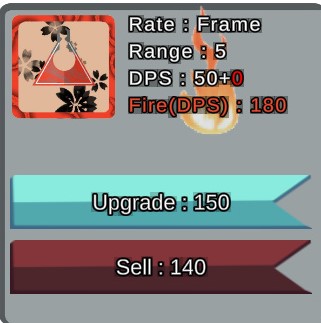 Rate : Frame
Range : 5
DPS : 50+0
Fire(DPS) : 180
Upgrade : 150
Sell : 140